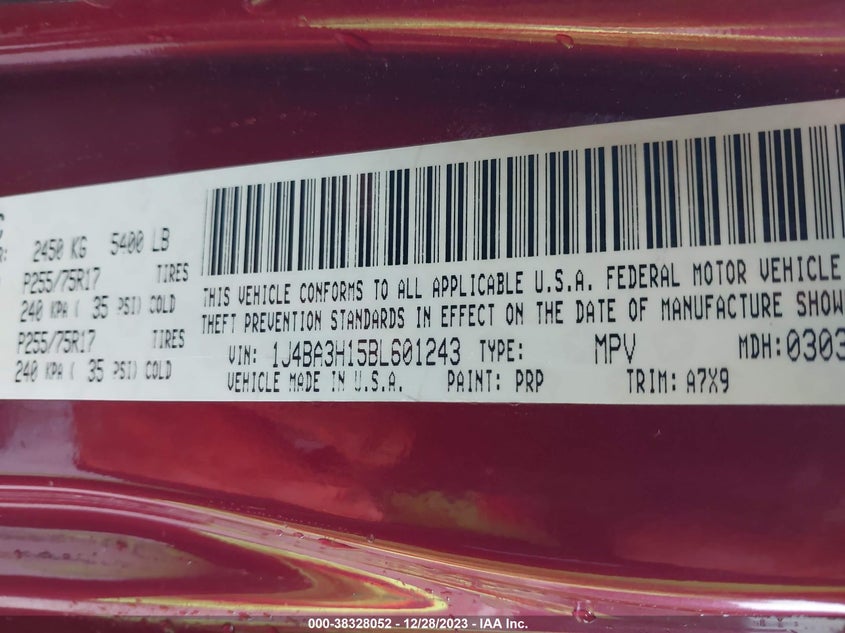 2450 KG 5400 LB
P255/75R17 TIRES
240 KPA ( 35 PSI) COLD
P255/75R17 TIRES
240 KPA ( 35 PSI) COLD
THIS VEHICLE CONFORMS TO ALL APPLICABLE U.S.A. FEDERAL MOTOR VEHICLE
THEFT PREVENTION STANDARDS IN EFFECT ON THE DATE OF MANUFACTURE SHOW
VIN: 1J4BA3H15BL601243 TYPE: MPV MDH:0303
VEHICLE MADE IN U.S.A. PAINT: PRP TRIM: A7X9
000-38328052 - 12/28/2023 - IAA Inc.